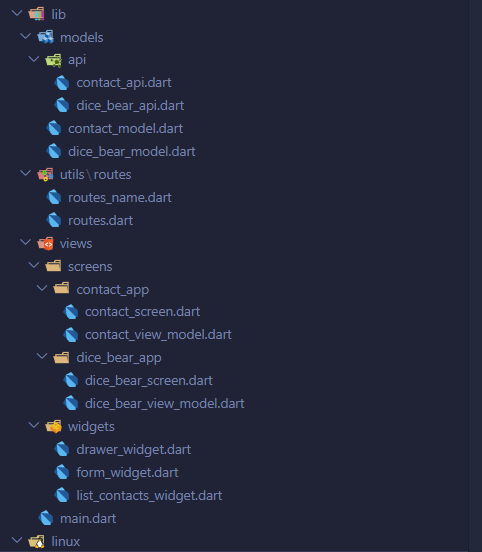 lib
models
api
contact_api.dart
dice_bear_api.dart
contact_model.dart
dice_bear_model.dart
utils\routes
routes_name.dart
routes.dart
views
screens
contact_app
contact_screen.dart
contact_view_model.dart
dice_bear_app
dice_bear_screen.dart
dice_bear_view_model.dart
widgets
drawer_widget.dart
form_widget.dart
list_contacts_widget.dart
main.dart
linux